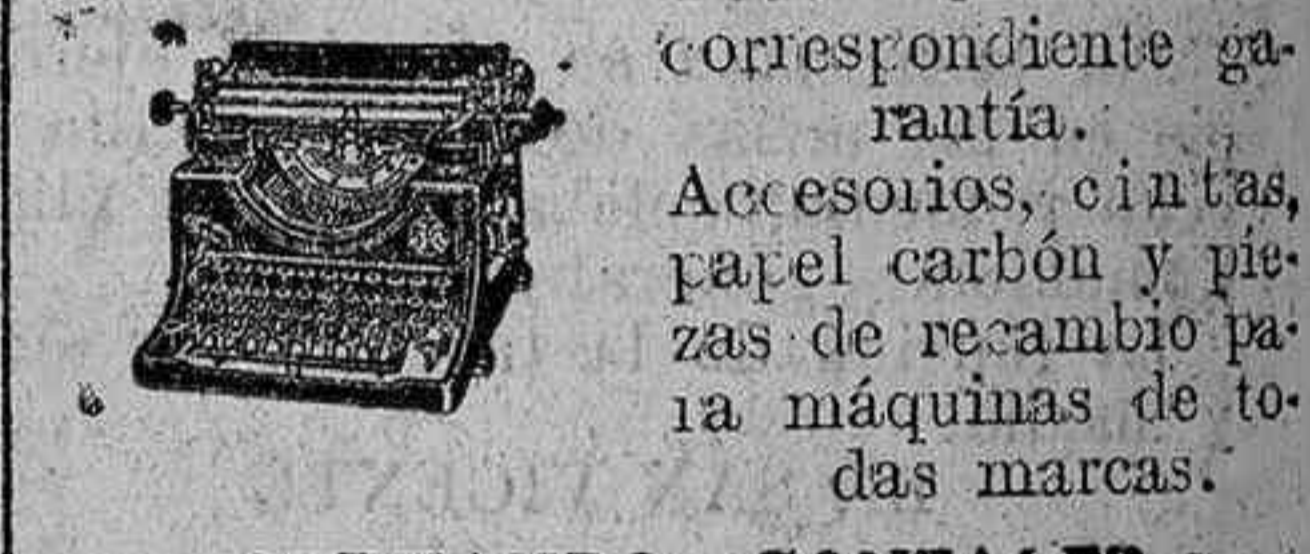 correspondiente ga-
rantía.
Accesorios, cintas,
papel carbón y pie-
zas de recambio pa-
ra máquinas de to-
das marcas.